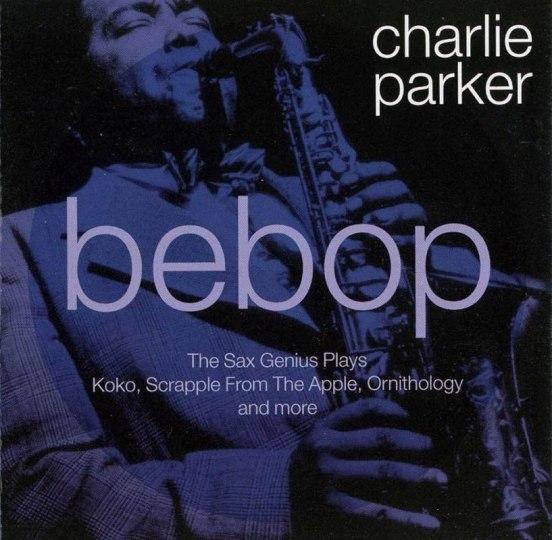 charlie
parker
bebop
The Sax Genius Plays
Koko, Scrapple From The Apple, Ornithology
and more